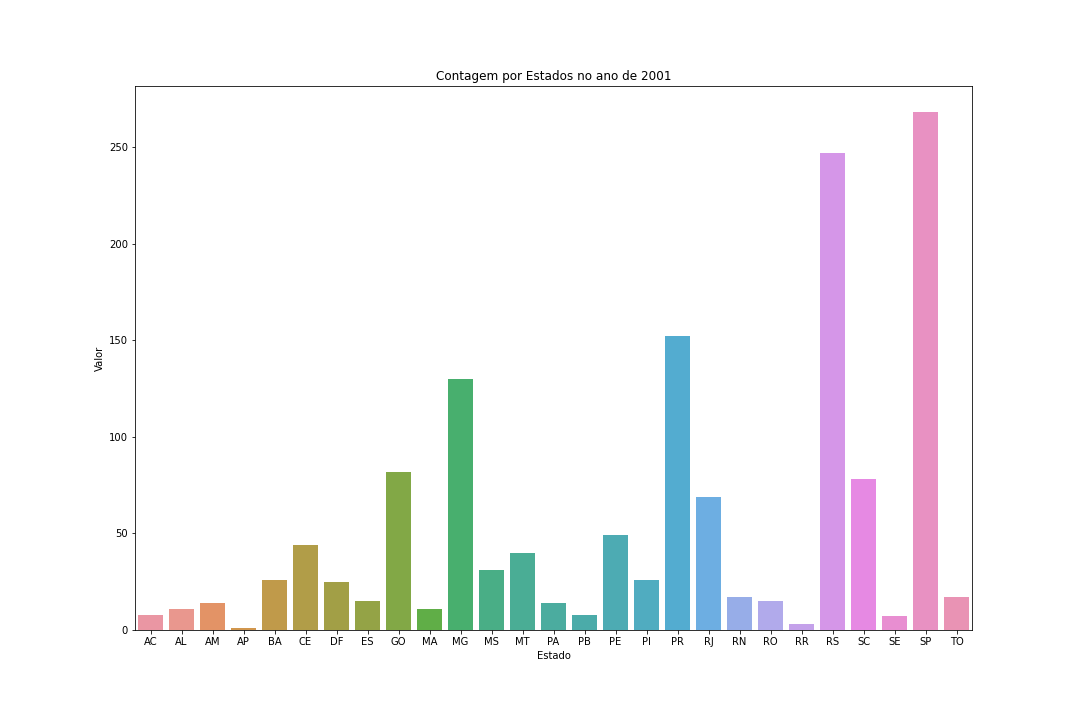 Contagem por Estados no ano de 2001
Valor
250
200
150
100
50
0
AC AL AM AP BA CE DF ES GO MA MG MS MT PA PB PE PI PR RJ RN RO RR RS SC SE SP TO
Estado